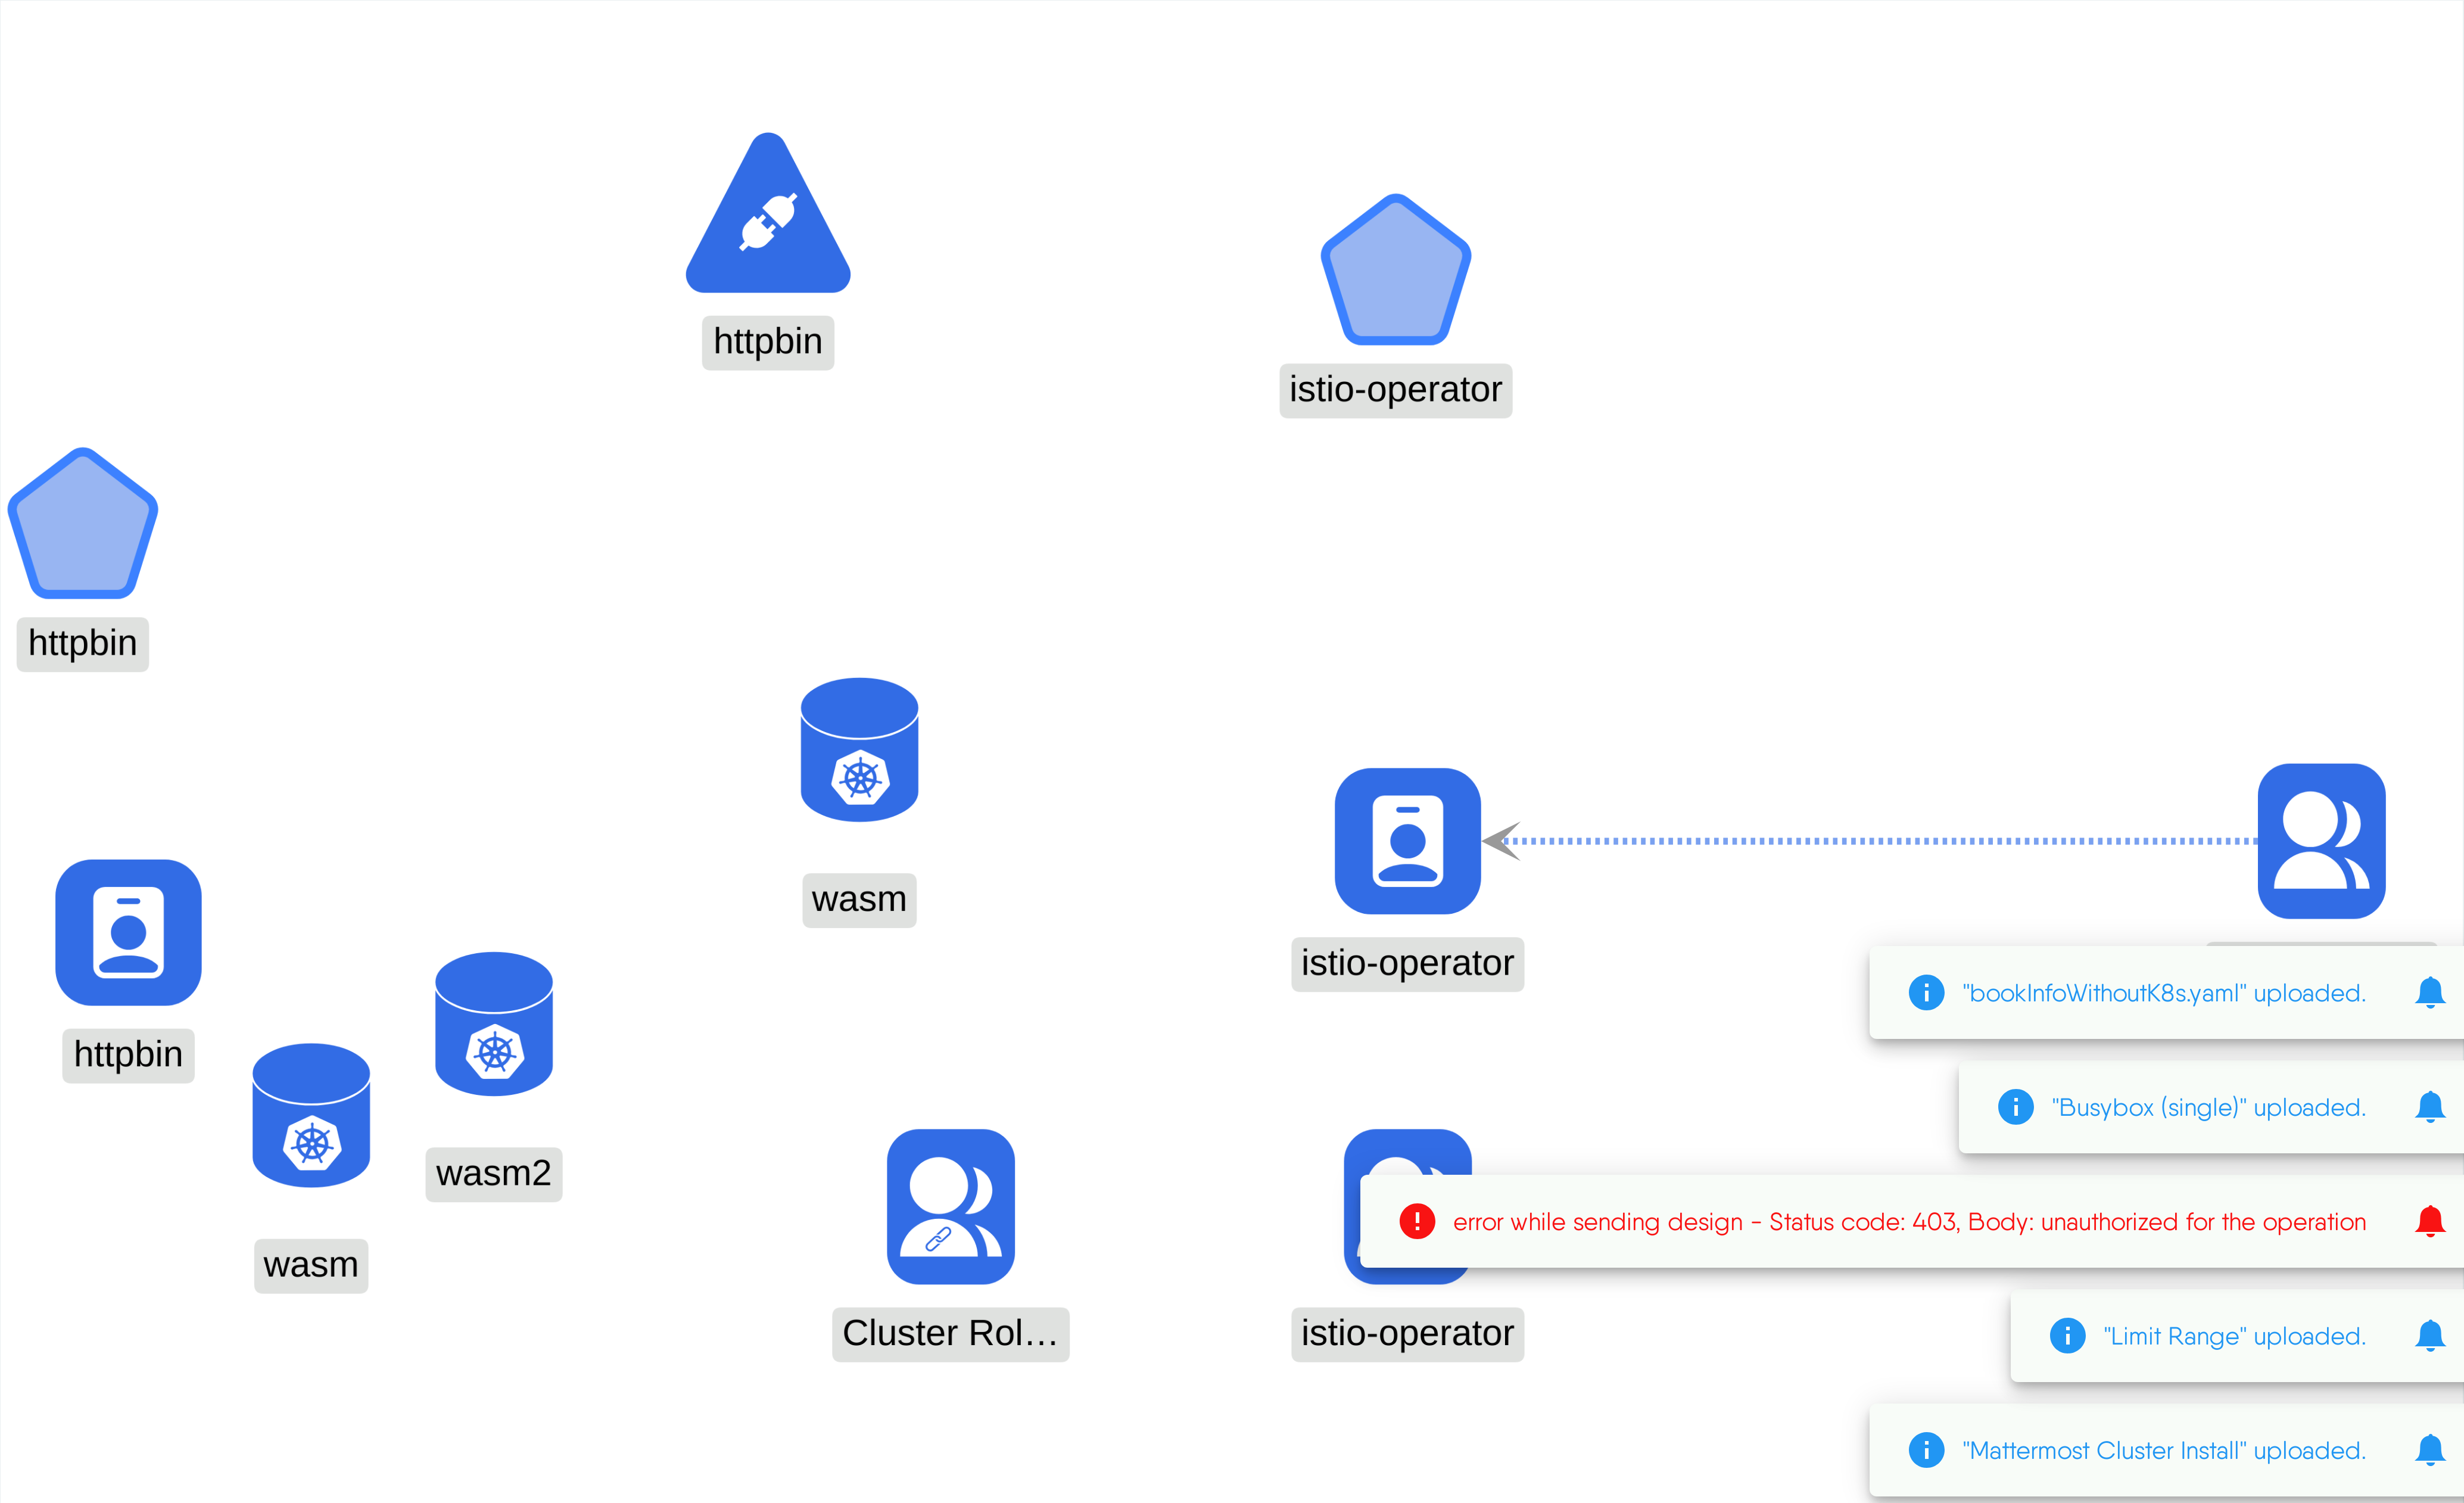 httpbin
istio-operator
httpbin
wasm
istio-operator
httpbin
wasm2
wasm
Cluster Rol...
istio-operator
"bookInfoWithoutK8s.yaml" uploaded.
"Busybox (single)" uploaded.
error while sending design - Status code: 403, Body: unauthorized for the operation
"Limit Range" uploaded.
"Mattermost Cluster Install" uploaded.